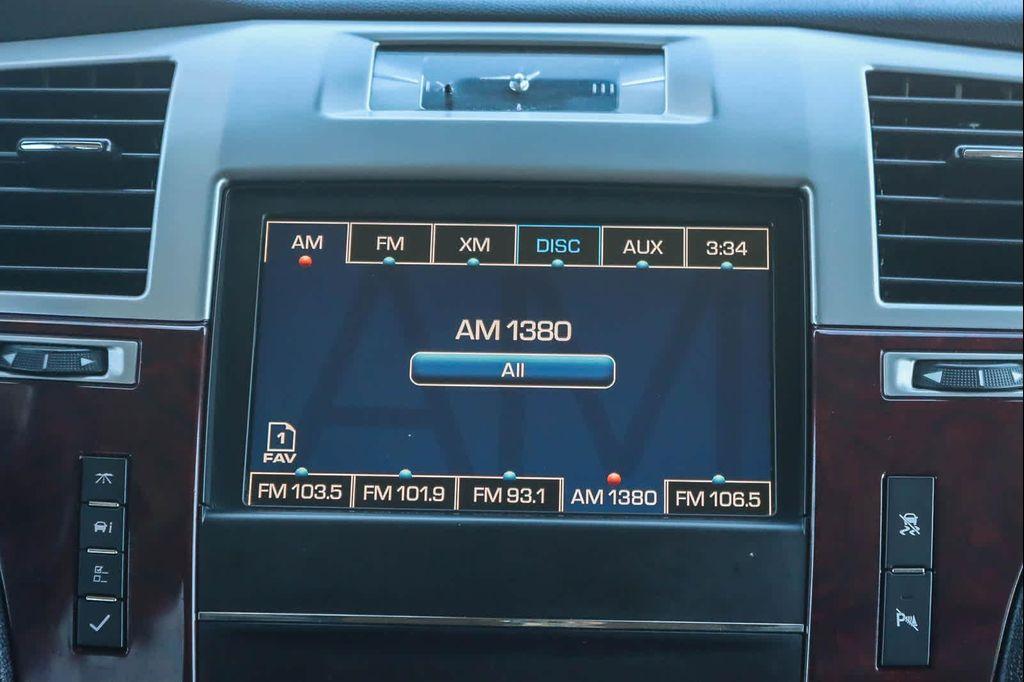 AM FM XM DISC AUX 3:34
AM 1380
All
1
FAV
FM 103.5 FM 101.9 FM 93.1 AM 1380 FM 106.5
i
P